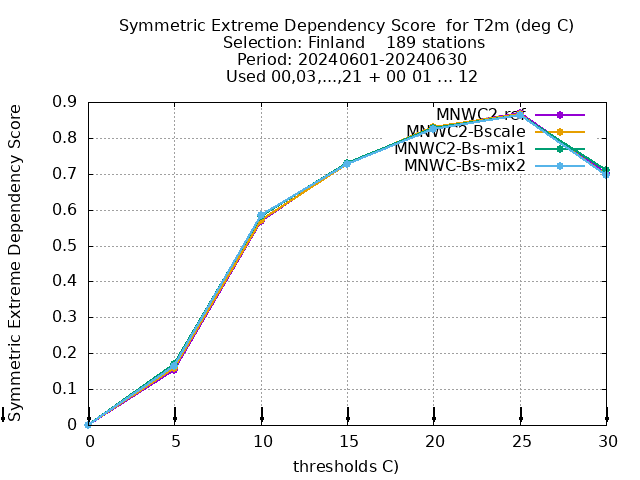 Symmetric Extreme Dependency Score for T2m (deg C)
Selection: Finland 189 stations
Period: 20240601-20240630
Used 00,03,...,21 + 00 01 ... 12
Symmetric Extreme Dependency Score
0.9
0.8
0.7
0.6
0.5
0.4
0.3
0.2
0.1
0
MNWC2-ref
MNWC2-Bscale
MNWC2-Bs-mix1
MNWC-Bs-mix2
0 5 10 15 20 25 30
thresholds C)